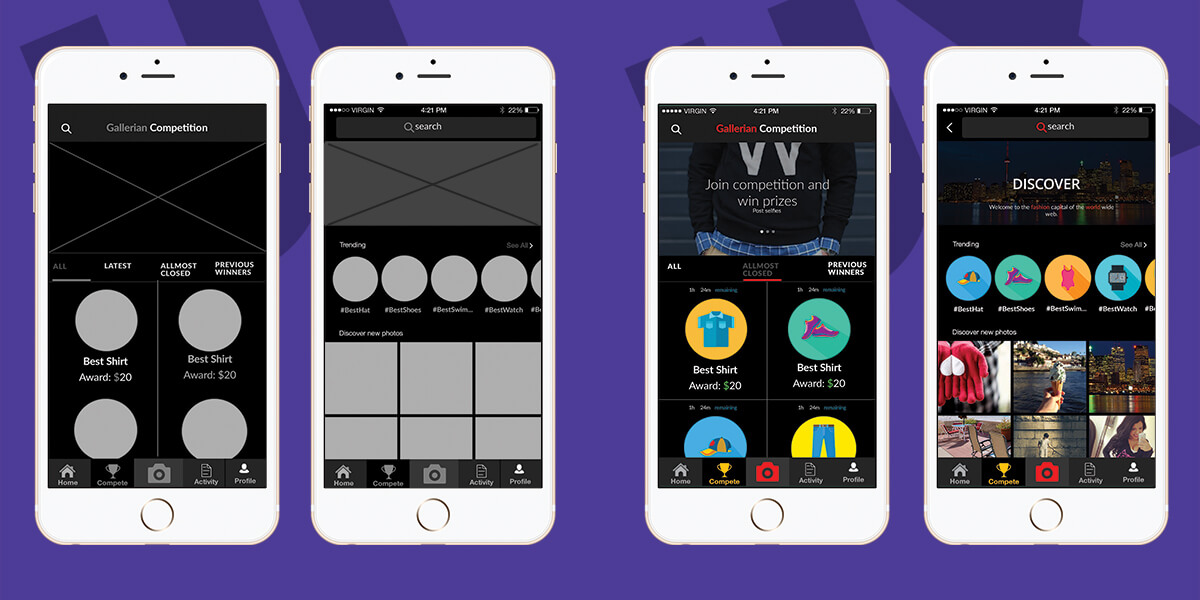 Gallerian Competition
ALL
LATEST
ALLMOST
CLOSED
PREVIOUS
WINNERS
Best Shirt
Award: $20
Best Shirt
Award: $20
Home
Compete
Activity
Profile
VIRGIN
4:21 PM
22%
search
Trending
See All
#BestHat
#BestShoes
#BestSwim...
#BestWatch
#Be
Discover new photos
Home
Compete
Activity
Profile
VIRGIN
4:21 PM
22%
Gallerian Competition
Join competition and
win prizes
Post selfies
ALL
ALLMOST
CLOSED
PREVIOUS
WINNERS
1h 24m remaining
Best Shirt
Award: $20
1h 24m remaining
Best Shirt
Award: $20
1h 24m remaining
1h 24m remaining
Home
Compete
Activity
Profile
VIRGIN
4:21 PM
22%
search
DISCOVER
Welcome to the fashion capital of the world wide
web.
Trending
See All
#BestHat
#BestShoes
#BestSwim...
#BestWatch
#Be
Discover new photos
Home
Compete
Activity
Profile